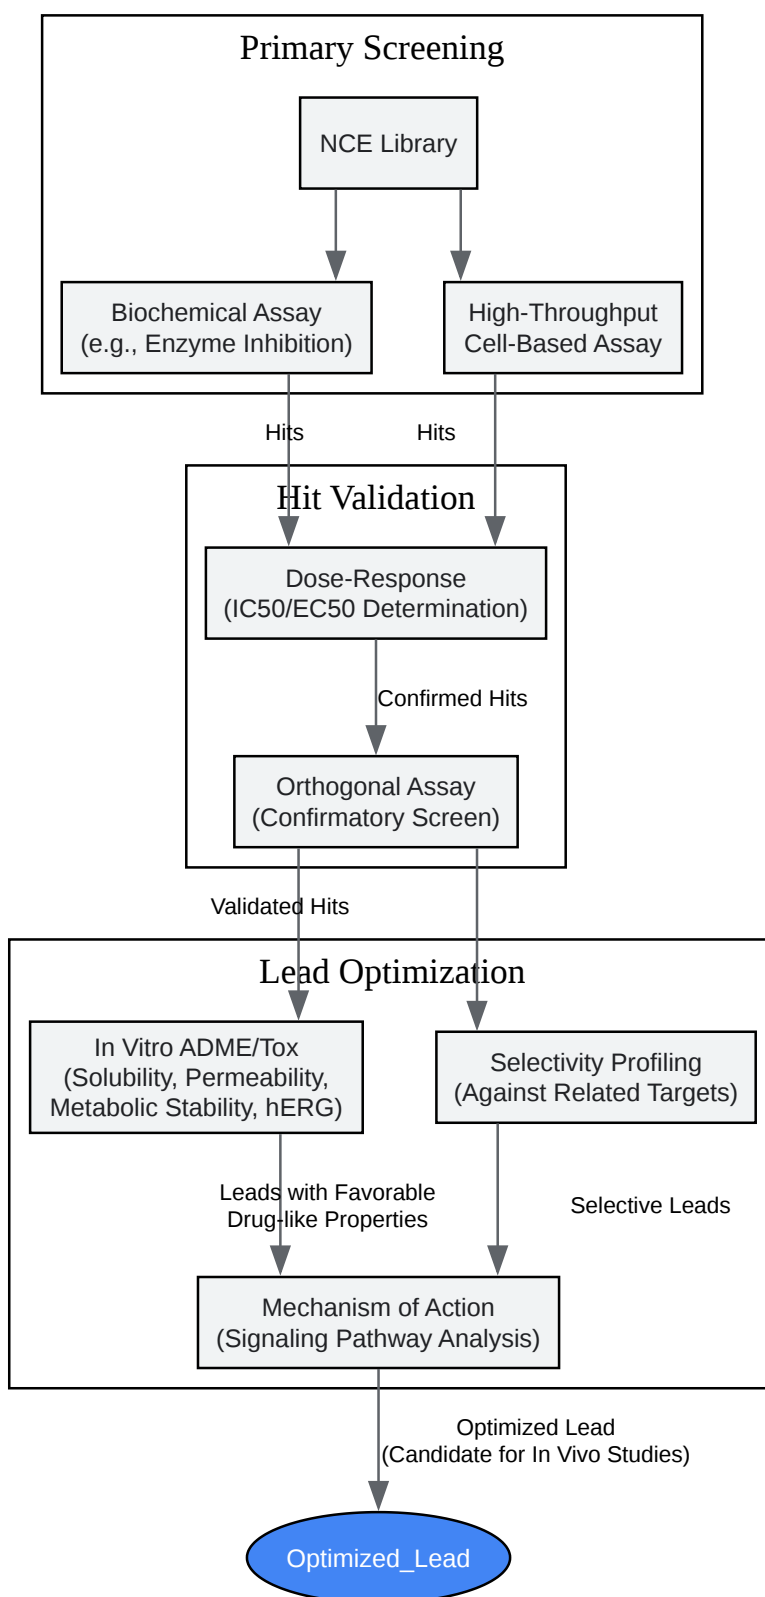 Primary Screening
NCE Library
Biochemical Assay
(e.g., Enzyme Inhibition)
High-Throughput
Cell-Based Assay
Hits
Hits
Hit Validation
Dose-Response
(IC50/EC50 Determination)
Confirmed Hits
Orthogonal Assay
(Confirmatory Screen)
Validated Hits
Lead Optimization
In Vitro ADME/Tox
(Solubility, Permeability,
Metabolic Stability, hERG)
Selectivity Profiling
(Against Related Targets)
Leads with Favorable
Drug-like Properties
Selective Leads
Mechanism of Action
(Signaling Pathway Analysis)
Optimized Lead
(Candidate for In Vivo Studies)
Optimized_Lead